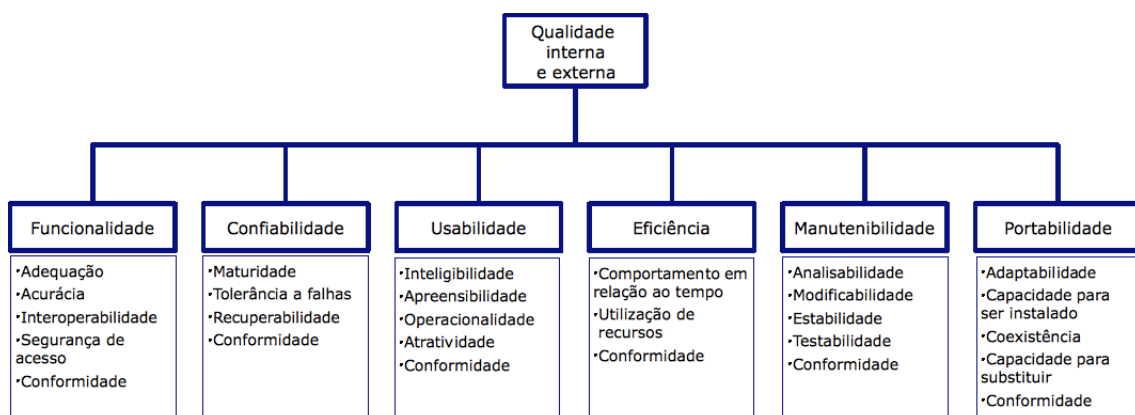 Qualidade
interna
e externa
Funcionalidade
Confiabilidade
Usabilidade
Eficiência
Manutenibilidade
Portabilidade
·Adequação
·Acurácia
·Interoperabilidade
·Segurança de
acesso
·Conformidade
·Maturidade
·Tolerância a falhas
·Recuperabilidade
·Conformidade
·Inteligibilidade
·Apreensibilidade
·Operacionalidade
·Atratividade
·Conformidade
·Comportamento em
relação ao tempo
·Utilização de
recursos
·Conformidade
·Analisabilidade
·Modificabilidade
·Estabilidade
·Testabilidade
·Conformidade
·Adaptabilidade
·Capacidade para
ser instalado
·Coexistência
·Capacidade para
substituir
·Conformidade